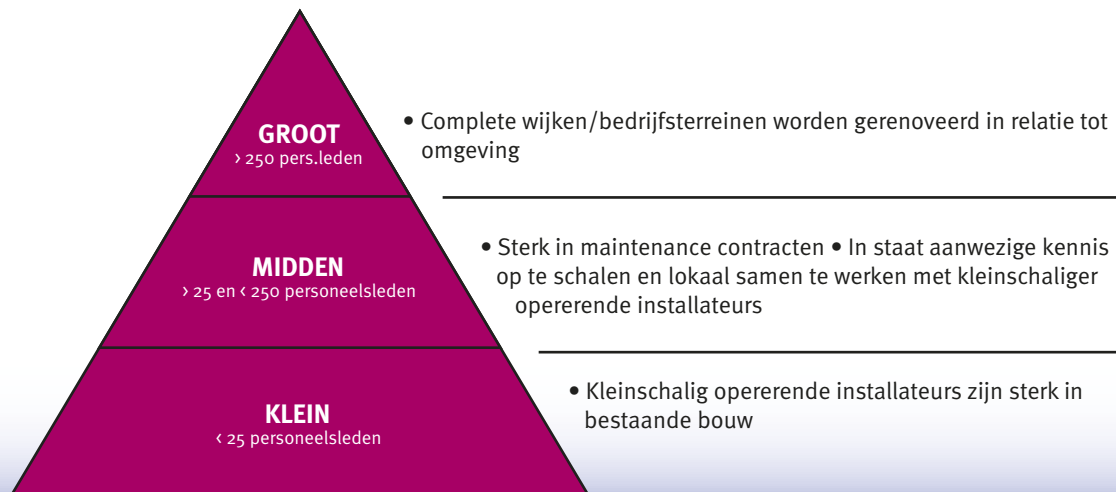 GROOT
> 250 pers.leden
• Complete wijken/bedrijfsterreinen worden gerenoveerd in relatie tot
omgeving
MIDDEN
> 25 en < 250 personeelsleden
• Sterk in maintenance contracten • In staat aanwezige kennis
op te schalen en lokaal samen te werken met kleinschaliger
opererende installateurs
KLEIN
< 25 personeelsleden
• Kleinschalig opererende installateurs zijn sterk in
bestaande bouw